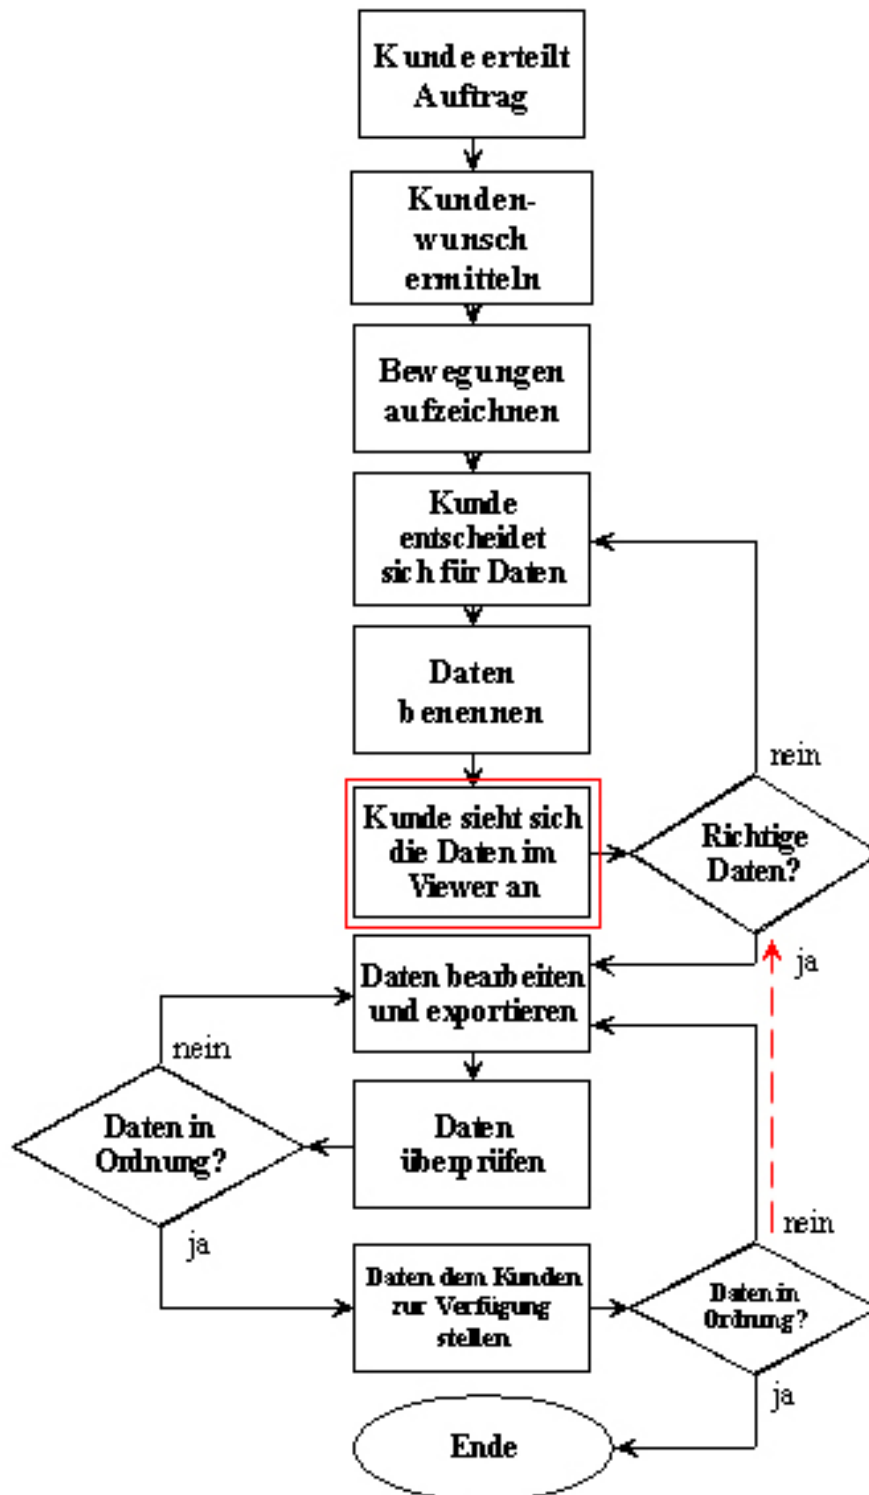 Kunde erteilt
Auftrag
Kunden-
wunsch
ermitteln
Bewegungen
aufzeichnen
Kunde
entscheidet
sich für Daten
Daten
benennen
nein
Kunde sieht sich
die Daten im
Viewer an
Richtige
Daten?
ja
Daten bearbeiten
und exportieren
nein
Daten in
Ordnung?
Daten
überprüfen
ja
nein
Daten dem Kunden
zur Verfügung
stellen
Daten in
Ordnung?
ja
Ende